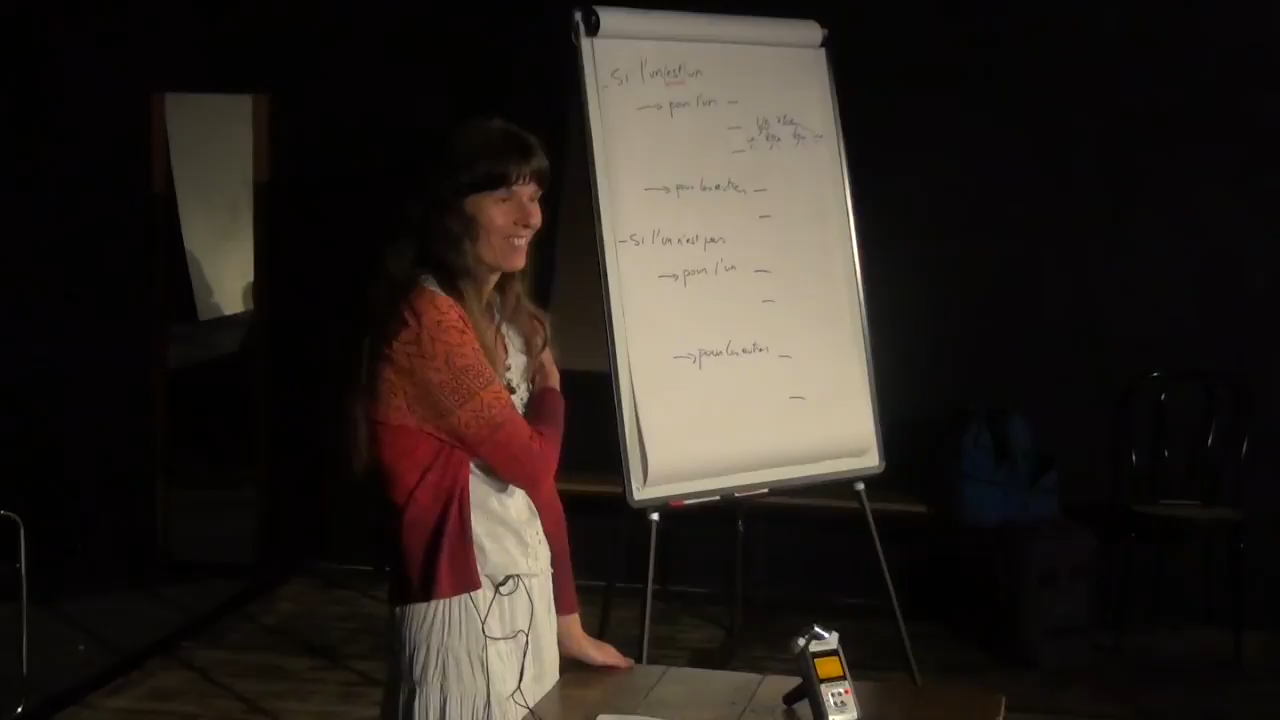 - Si l'un/est/un
→ pour l'un -
-
-
→ pour les autres -
-
- Si l'un n'est pas
→ pour l'un -
-
→ pour les autres -
-